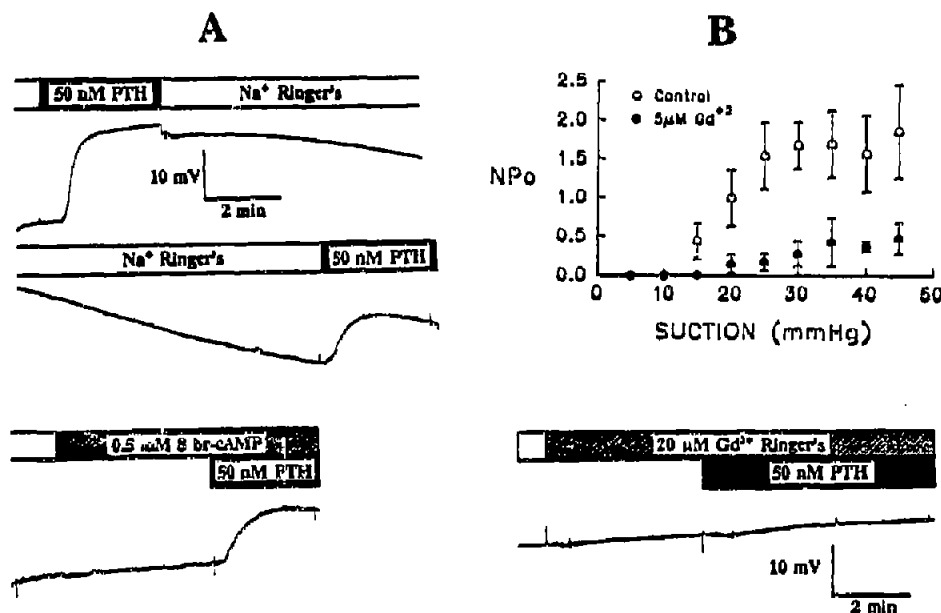 A
50 nM PTH
Na⁺ Ringer's
10 mV
2 min
Na⁺ Ringer's
50 nM PTH
0.5 mM 8 br-cAMP
50 nM PTH
B
2.5
2.0
1.5
1.0
0.5
0.0
NPo
Control
5μM Gd⁺³
0
10
20
30
40
50
SUCTION (mmHg)
20 μM Gd³⁺ Ringer's
50 nM PTH
10 mV
2 min